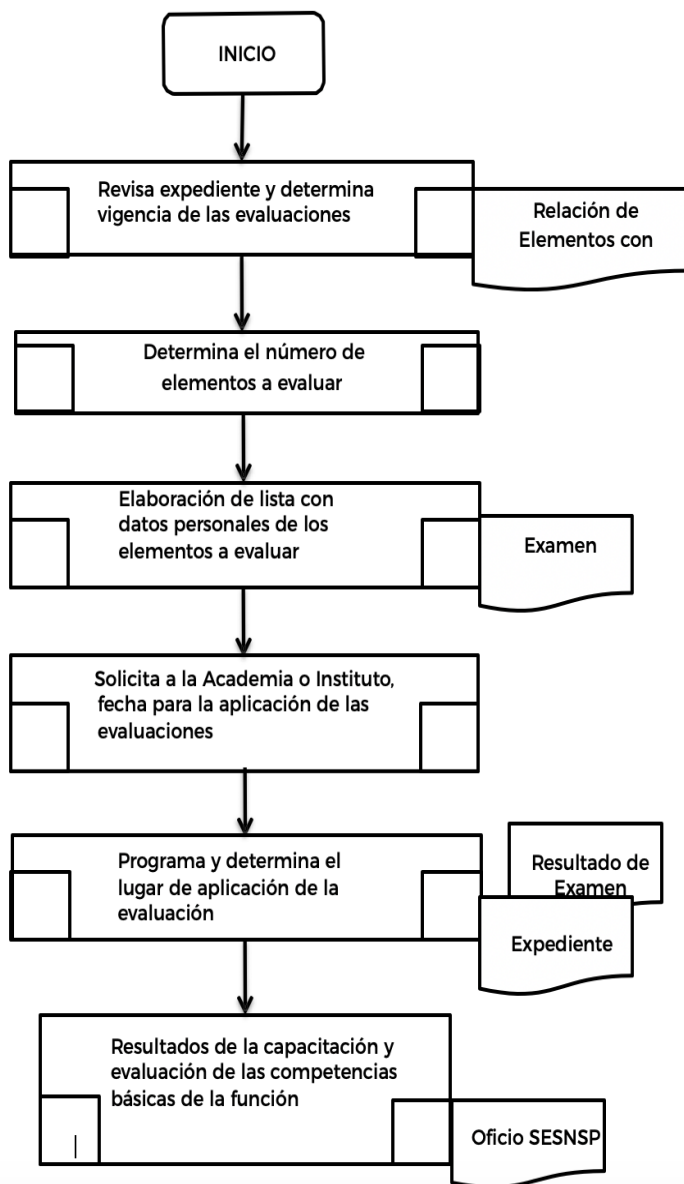 INICIO
Revisa expediente y determina
vigencia de las evaluaciones
Relación de
Elementos con
Determina el número de
elementos a evaluar
Elaboración de lista con
datos personales de los
elementos a evaluar
Examen
Solicita a la Academia o Instituto,
fecha para la aplicación de las
evaluaciones
Programa y determina el
lugar de aplicación de la
evaluación
Resultado de
Examen
Expediente
Resultados de la capacitación y
evaluación de las competencias
básicas de la función
Oficio SESNSP